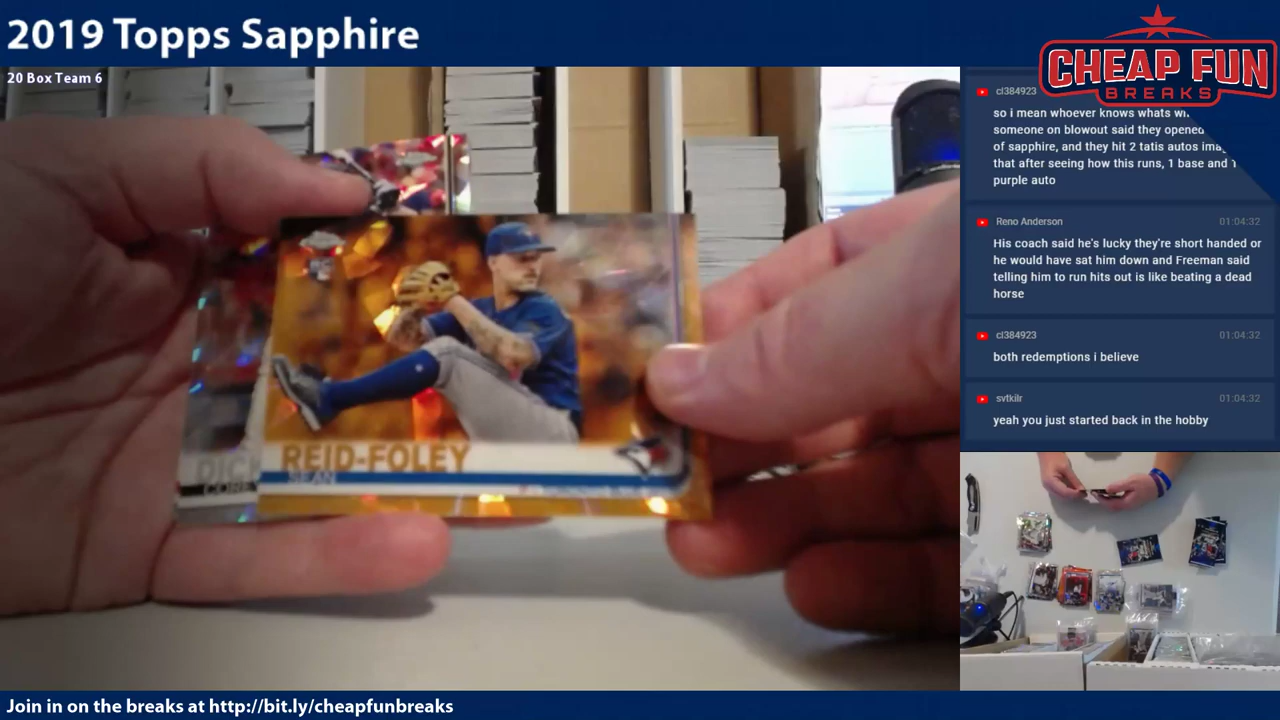 2019 Topps Sapphire
20 Box Team 6
CHEAP FUN
BREAKS
cl384923
so i mean whoever knows whats
someone on blowout said they opened
of sapphire, and they hit 2 tatis autos
that after seeing how this runs, 1 base and 1
purple auto
Reno Anderson 01:04:32
His coach said he's lucky they're short handed or
he would have sat him down and Freeman said
telling him to run hits out is like beating a dead
horse
cl384923 01:04:32
both redemptions i believe
svtkilr 01:04:32
yeah you just started back in the hobby
REID-FOLEY
SEAN
DICK
COREY
Join in on the breaks at http://bit.ly/cheapfunbreaks